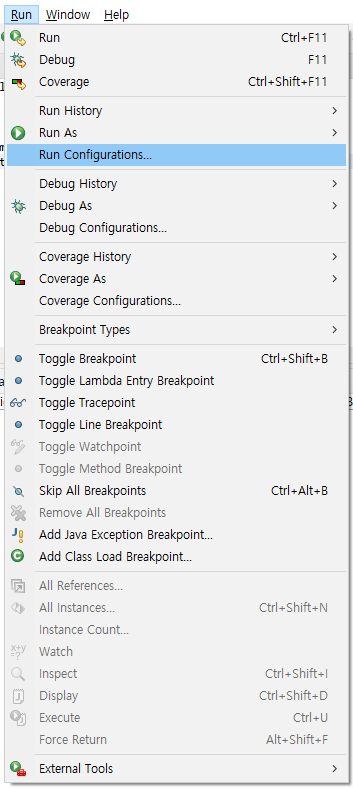 Run Window Help
Run Ctrl+F11
Debug F11
Coverage Ctrl+Shift+F11
Run History
Run As
Run Configurations...
Debug History
Debug As
Debug Configurations...
Coverage History
Coverage As
Coverage Configurations...
Breakpoint Types
Toggle Breakpoint Ctrl+Shift+B
Toggle Lambda Entry Breakpoint
Toggle Tracepoint
Toggle Line Breakpoint
Toggle Watchpoint
Toggle Method Breakpoint
Skip All Breakpoints Ctrl+Alt+B
Remove All Breakpoints
Add Java Exception Breakpoint...
Add Class Load Breakpoint...
All References...
All Instances... Ctrl+Shift+N
Instance Count...
Watch
Inspect Ctrl+Shift+I
Display Ctrl+Shift+D
Execute Ctrl+U
Force Return Alt+Shift+F
External Tools